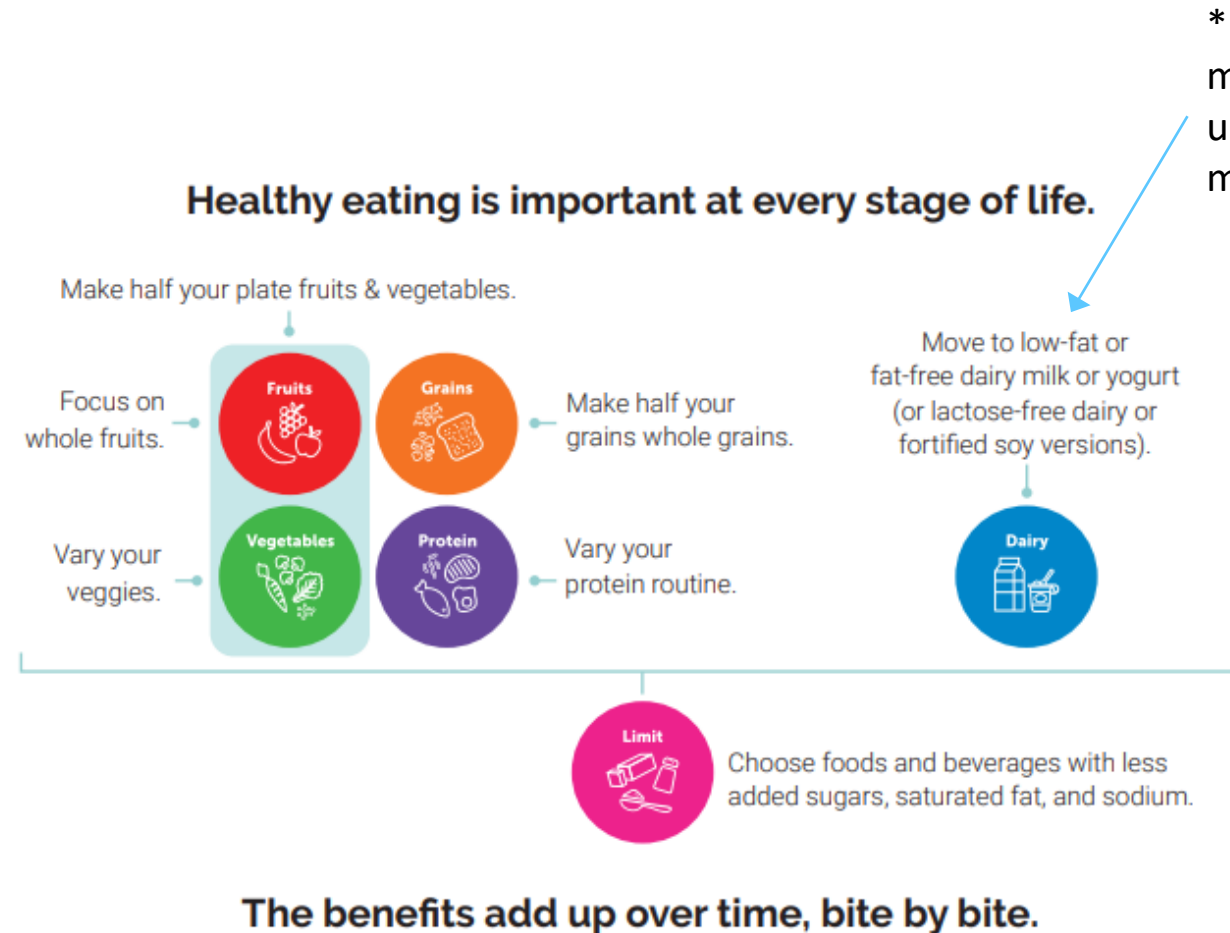 *
m
u
m
Healthy eating is important at every stage of life.
Make half your plate fruits & vegetables.
Focus on
whole fruits.
Fruits
Grains
Make half your
grains whole grains.
Move to low-fat or
fat-free dairy milk or yogurt
(or lactose-free dairy or
fortified soy versions).
Vary your
veggies.
Vegetables
Protein
Vary your
protein routine.
Dairy
Limit
Choose foods and beverages with less
added sugars, saturated fat, and sodium.
The benefits add up over time, bite by bite.